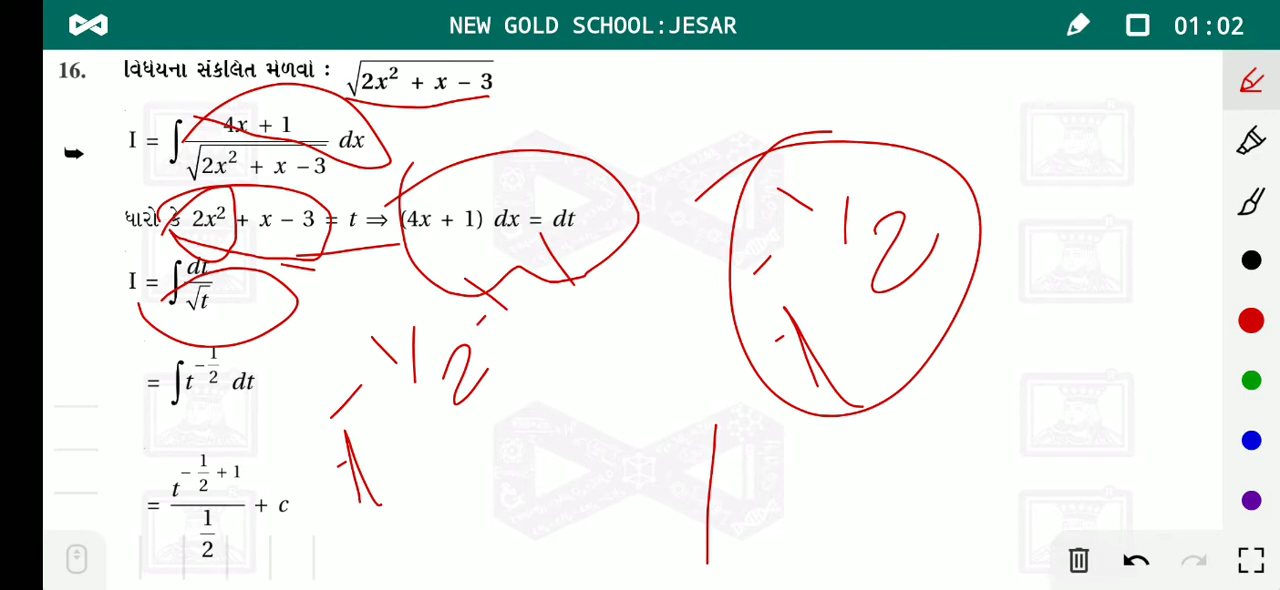 NEW GOLD SCHOOL:JESAR 01:02
16. વિધેયના સંકલિત મેળવો : √(2x² + x − 3)
I = ∫ (4x + 1)/√(2x² + x − 3) dx
ધારો કે 2x² + x − 3 = t ⇒ (4x + 1) dx = dt
I = ∫ dt/√t
= ∫ t^(−1/2) dt
= t^(−1/2 + 1)/(1/2) + c